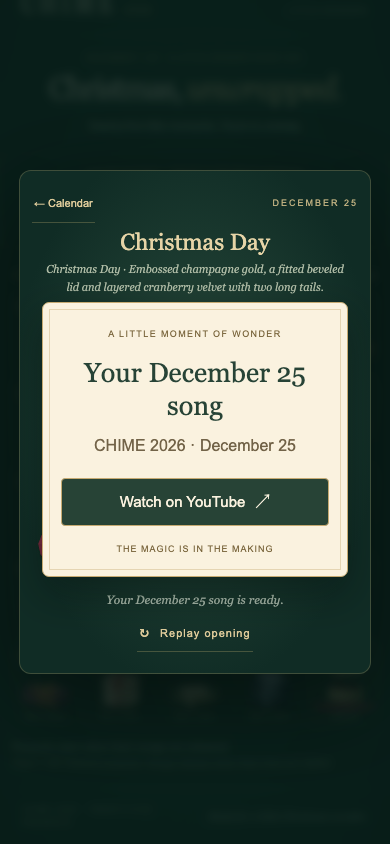 ← Calendar
DECEMBER 25
Christmas Day
Christmas Day · Embossed champagne gold, a fitted beveled
lid and layered cranberry velvet with two long tails.
A LITTLE MOMENT OF WONDER
Your December 25
song
CHIME 2026 · December 25
Watch on YouTube ↗
THE MAGIC IS IN THE MAKING
Your December 25 song is ready.
↻ Replay opening